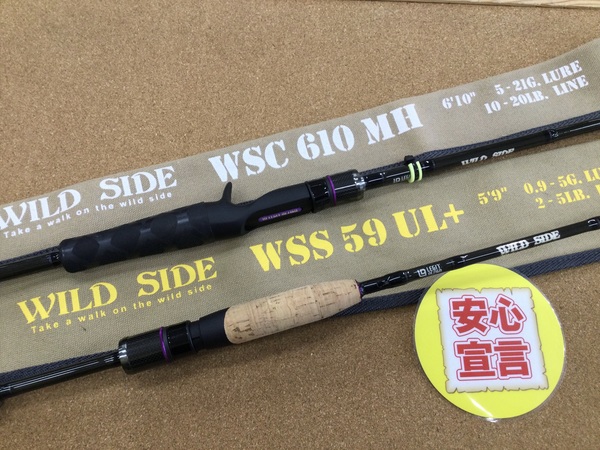 WILD SIDE
Take a walk on the wild side
WSC 610 MH
6'10" 5-21G. LURE
10-20LB. LINE
WILD SIDE
WILD SIDE
Take a walk on the wild side
WSS 59 UL+
5'9" 0.9-5G. LU
2-5LB. L
WILD SIDE
安心
宣言